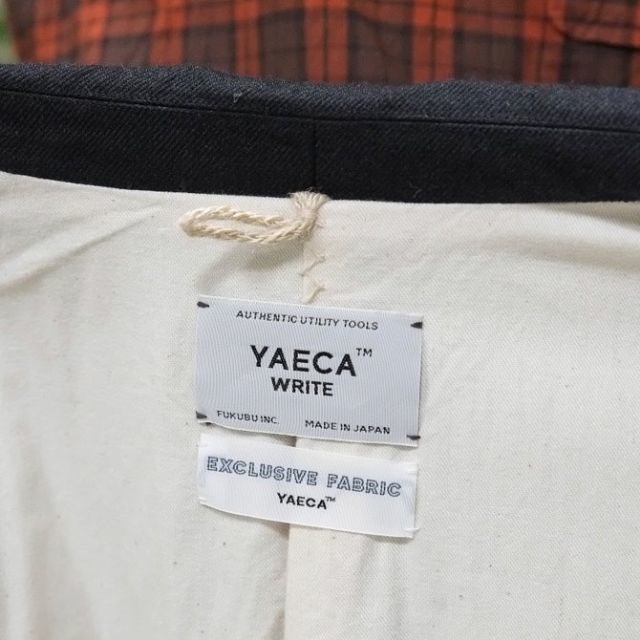 AUTHENTIC UTILITY TOOLS
YAECA™
WRITE
FUKUBU INC. MADE IN JAPAN
EXCLUSIVE FABRIC
YAECA™